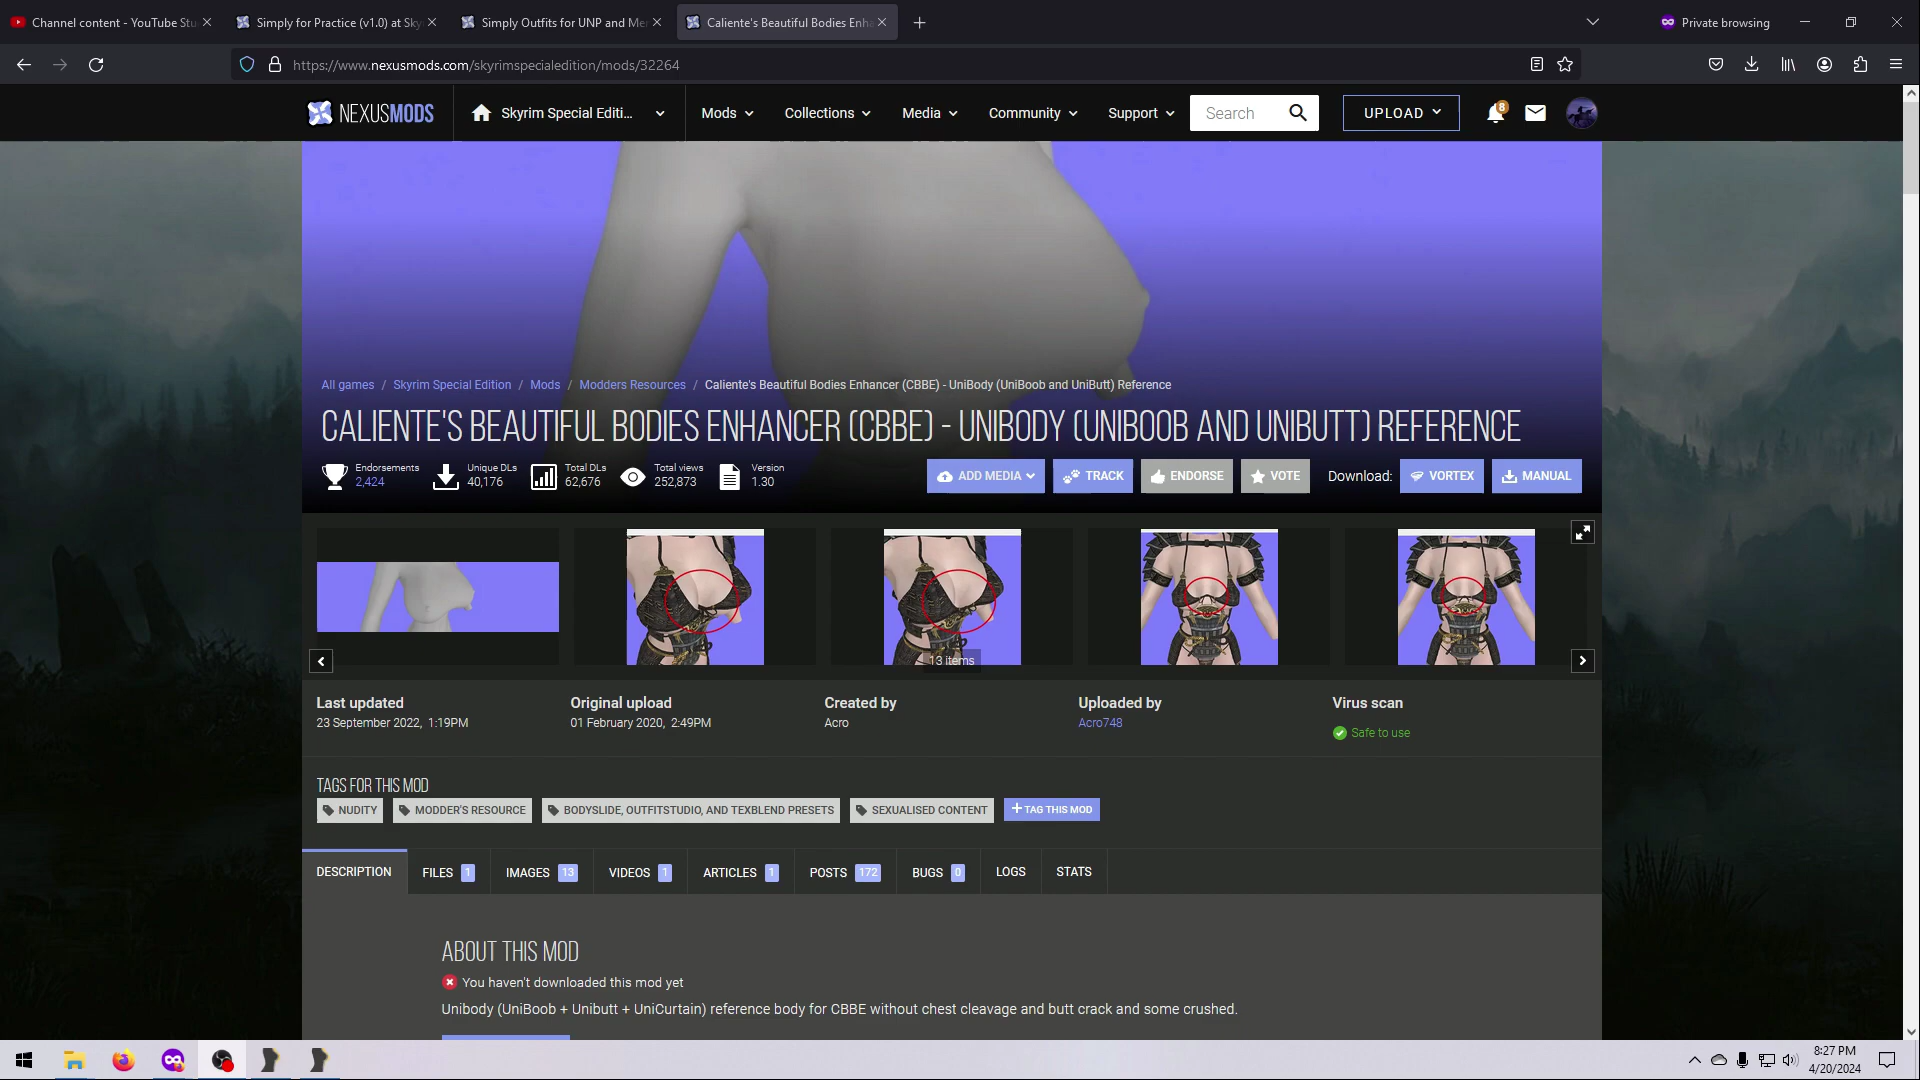 Channel content - YouTube Stu
Simply for Practice (v1.0) at Sky
Simply Outfits for UNP and Mer
Caliente's Beautiful Bodies Enha
Private browsing
https://www.nexusmods.com/skyrimspecialedition/mods/32264
NEXUSMODS
Skyrim Special Editi...
Mods
Collections
Media
Community
Support
Search
UPLOAD
8
All games / Skyrim Special Edition / Mods / Modders Resources / Caliente's Beautiful Bodies Enhancer (CBBE) - UniBody (UniBoob and UniButt) Reference
CALIENTE'S BEAUTIFUL BODIES ENHANCER (CBBE) - UNIBODY (UNIBOOB AND UNIBUTT) REFERENCE
Endorsements
2,424
Unique DLs
40,176
Total DLs
62,676
Total views
252,873
Version
1.30
ADD MEDIA
TRACK
ENDORSE
VOTE
Download:
VORTEX
MANUAL
13 items
Last updated
23 September 2022, 1:19PM
Original upload
01 February 2020, 2:49PM
Created by
Acro
Uploaded by
Acro748
Virus scan
Safe to use
TAGS FOR THIS MOD
NUDITY
MODDER'S RESOURCE
BODYSLIDE, OUTFITSTUDIO, AND TEXBLEND PRESETS
SEXUALISED CONTENT
+ TAG THIS MOD
DESCRIPTION
FILES 1
IMAGES 13
VIDEOS 1
ARTICLES 1
POSTS 172
BUGS 0
LOGS
STATS
ABOUT THIS MOD
You haven't downloaded this mod yet
Unibody (UniBoob + Unibutt + UniCurtain) reference body for CBBE without chest cleavage and butt crack and some crushed.
8:27 PM
4/20/2024